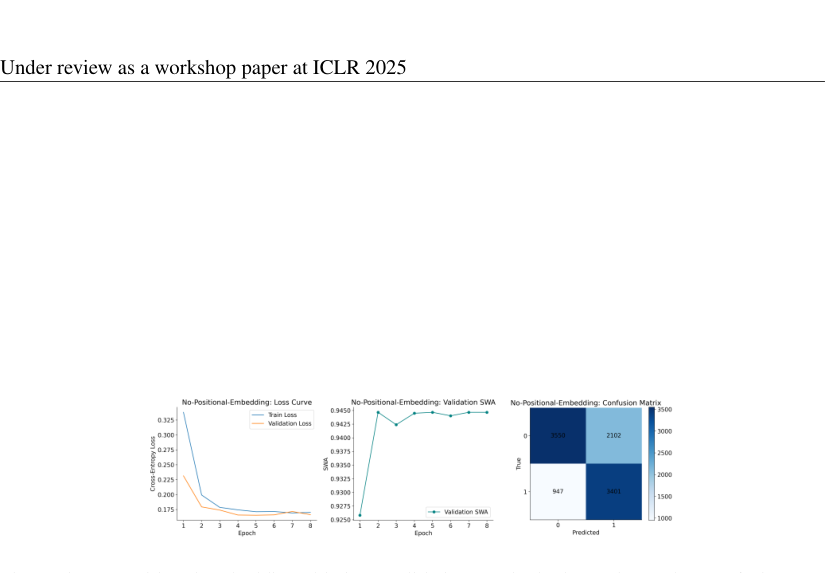 Under review as a workshop paper at ICLR 2025
No-Positional-Embedding: Loss Curve
Train Loss
Validation Loss
0.325
0.300
0.275
0.250
0.225
0.200
0.175
Cross-Entropy Loss
1 2 3 4 5 6 7 8
Epoch
No-Positional-Embedding: Validation SWA
0.9450
0.9425
0.9400
0.9375
0.9350
0.9325
0.9300
0.9275
0.9250
SWA
Validation SWA
1 2 3 4 5 6 7 8
Epoch
No-Positional-Embedding: Confusion Matrix
0
1
True
2102
947
0 1
Predicted
3500
3000
2500
2000
1500
1000